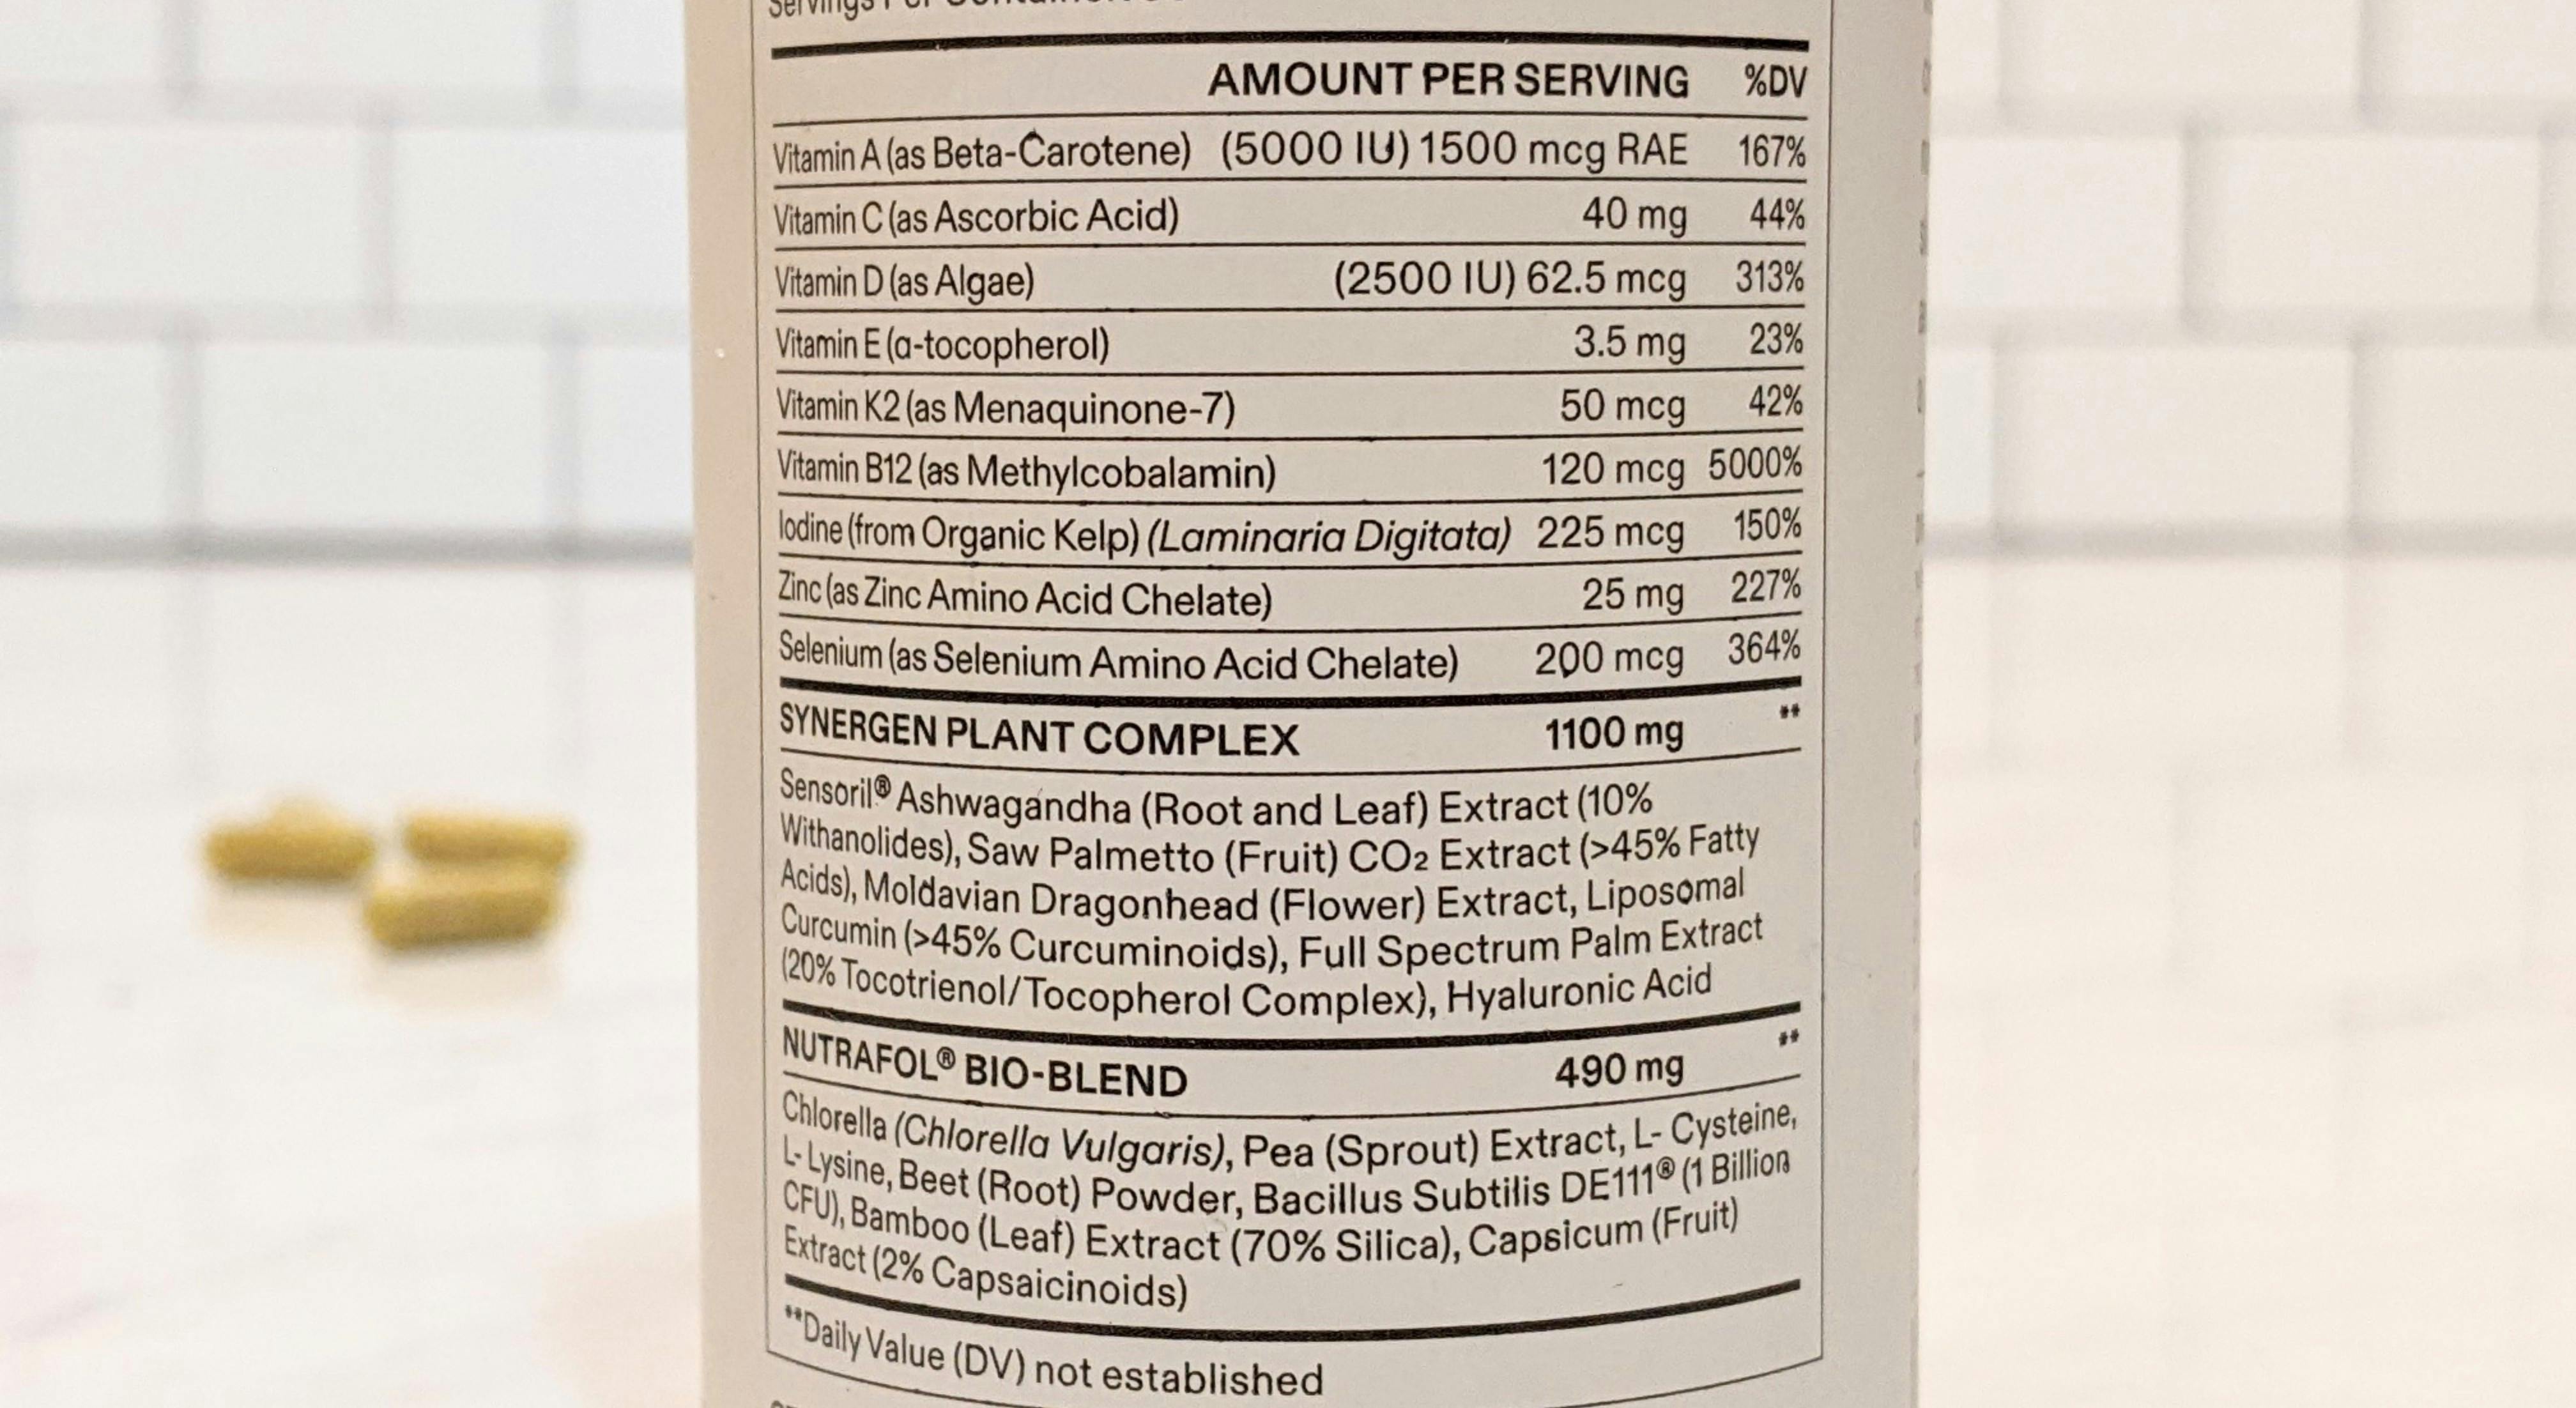 Servings Per
AMOUNT PER SERVING %DV
Vitamin A (as Beta-Carotene) (5000 IU) 1500 mcg RAE 167%
Vitamin C (as Ascorbic Acid) 40 mg 44%
Vitamin D (as Algae) (2500 IU) 62.5 mcg 313%
Vitamin E (α-tocopherol) 3.5 mg 23%
Vitamin K2 (as Menaquinone-7) 50 mcg 42%
Vitamin B12 (as Methylcobalamin) 120 mcg 5000%
Iodine (from Organic Kelp) (Laminaria Digitata) 225 mcg 150%
Zinc (as Zinc Amino Acid Chelate) 25 mg 227%
Selenium (as Selenium Amino Acid Chelate) 200 mcg 364%
SYNERGEN PLANT COMPLEX 1100 mg **
Sensoril® Ashwagandha (Root and Leaf) Extract (10%
Withanolides), Saw Palmetto (Fruit) CO2 Extract (>45% Fatty
Acids), Moldavian Dragonhead (Flower) Extract, Liposomal
Curcumin (>45% Curcuminoids), Full Spectrum Palm Extract
(20% Tocotrienol/Tocopherol Complex), Hyaluronic Acid
NUTRAFOL® BIO-BLEND 490 mg **
Chlorella (Chlorella Vulgaris), Pea (Sprout) Extract, L- Cysteine,
L- Lysine, Beet (Root) Powder, Bacillus Subtilis DE111® (1 Billion
CFU), Bamboo (Leaf) Extract (70% Silica), Capsicum (Fruit)
Extract (2% Capsaicinoids)
**Daily Value (DV) not established